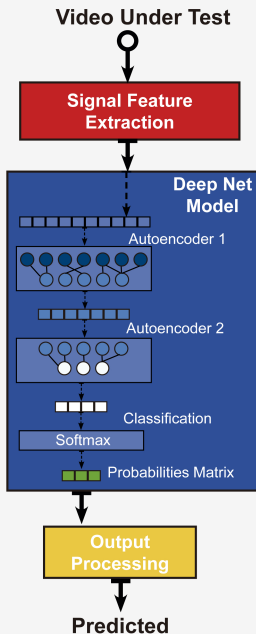 Video Under Test
Signal Feature
Extraction
Deep Net
Model
Autoencoder 1
Autoencoder 2
Classification
Softmax
Probabilities Matrix
Output
Processing
Predicted